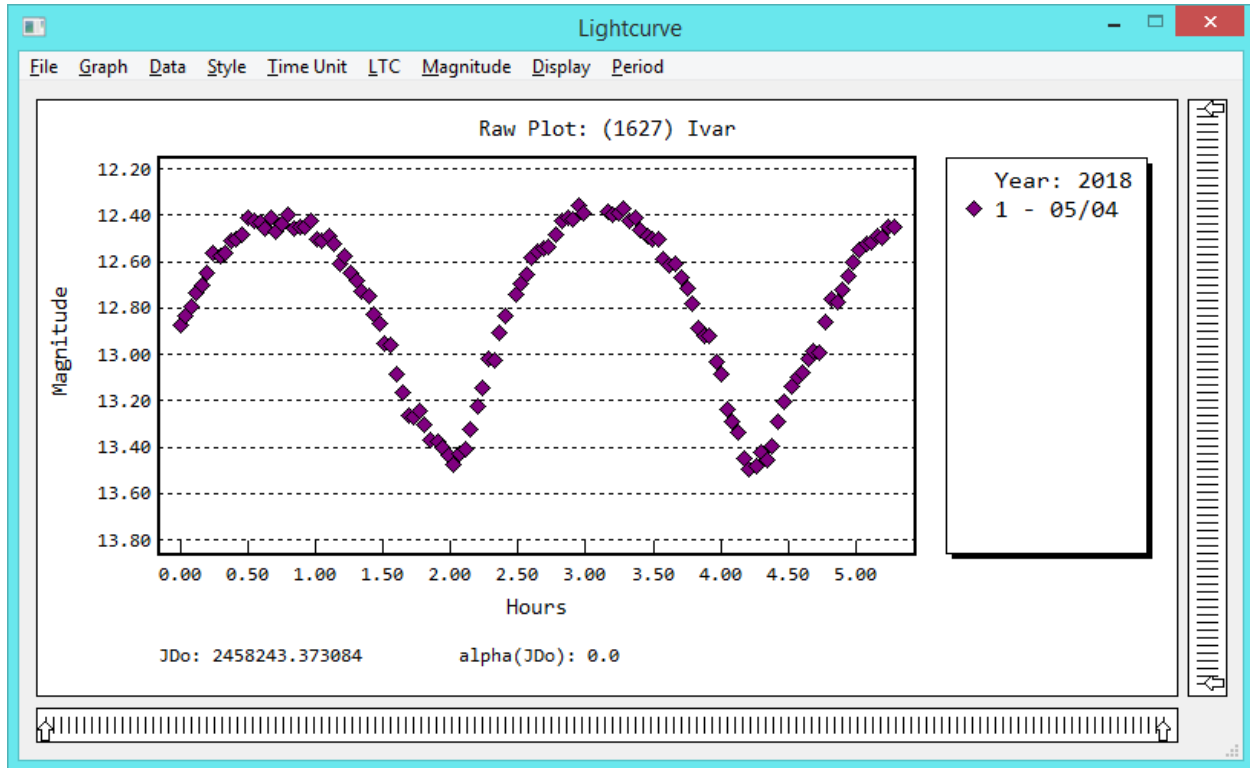 Lightcurve
File Graph Data Style Time Unit LTC Magnitude Display Period
Raw Plot: (1627) Ivar
Year: 2018
1 - 05/04
12.20
12.40
12.60
12.80
13.00
13.20
13.40
13.60
13.80
Magnitude
0.00 0.50 1.00 1.50 2.00 2.50 3.00 3.50 4.00 4.50 5.00
Hours
JDo: 2458243.373084 alpha(JDo): 0.0